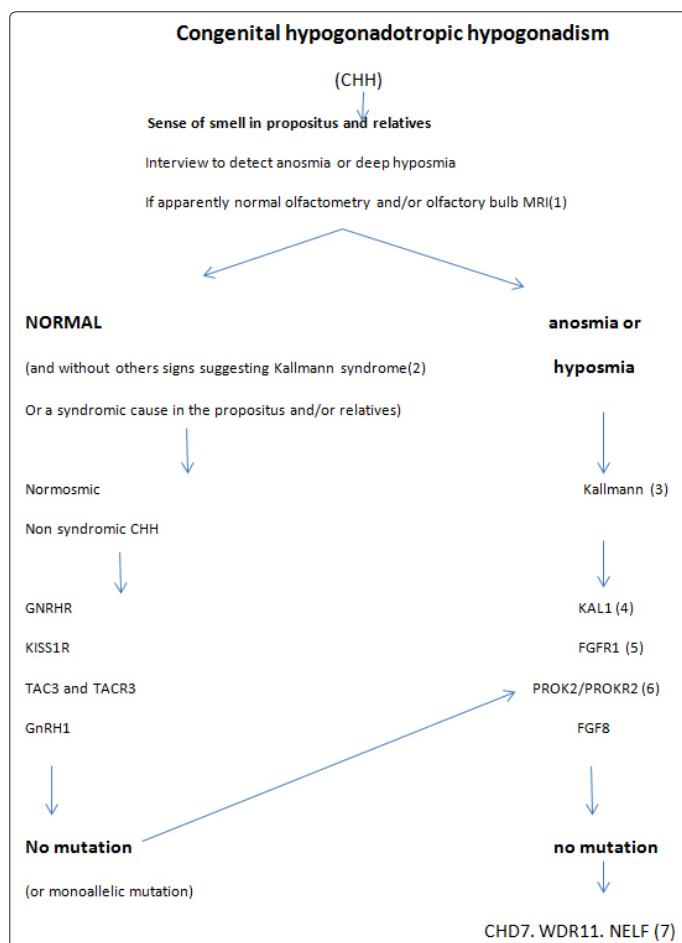 Congenital hypogonadotropic hypogonadism
(CHH)
Sense of smell in propositus and relatives
Interview to detect anosmia or deep hyposmia
If apparently normal olfactometry and/or olfactory bulb MRI(1)
NORMAL
(and without others signs suggesting Kallmann syndrome(2)
Or a syndromic cause in the propositus and/or relatives)
Normosmic
Non syndromic CHH
GNRHR
KISS1R
TAC3 and TACR3
GnRH1
No mutation
(or monoallelic mutation)
anosmia or
hyposmia
Kallmann (3)
KAL1 (4)
FGFR1 (5)
PROK2/PROKR2 (6)
FGF8
no mutation
CHD7. WDR11. NELF (7)